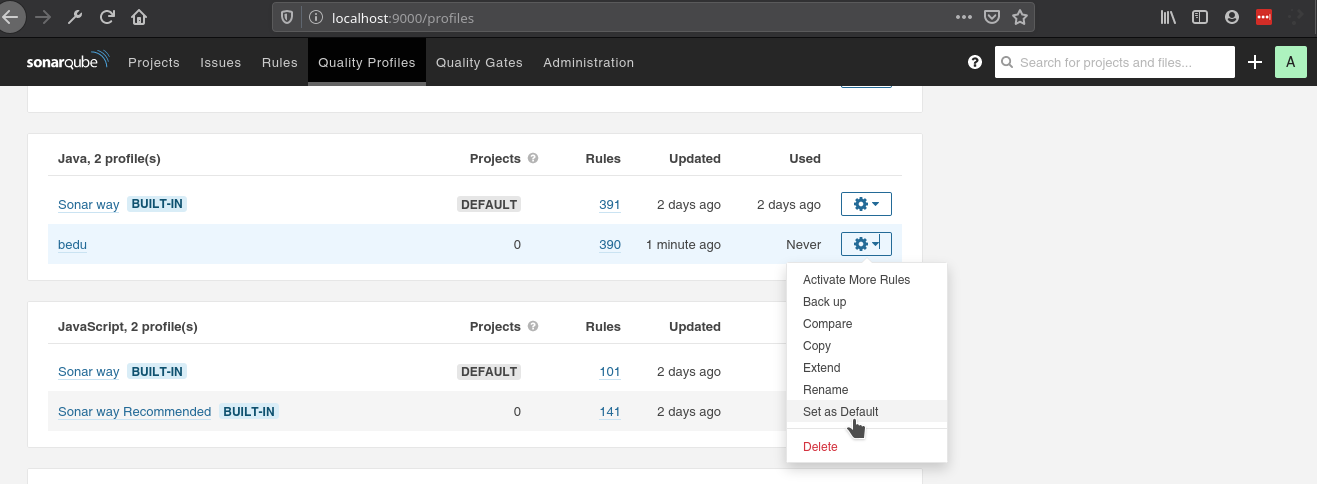 localhost:9000/profiles
sonarqube Projects Issues Rules Quality Profiles Quality Gates Administration ? Search for projects and files... + A
Java, 2 profile(s) Projects ? Rules Updated Used
Sonar way BUILT-IN DEFAULT 391 2 days ago 2 days ago
bedu 0 390 1 minute ago Never
Activate More Rules
Back up
Compare
Copy
Extend
Rename
Set as Default
Delete
JavaScript, 2 profile(s) Projects ? Rules Updated
Sonar way BUILT-IN DEFAULT 101 2 days ago
Sonar way Recommended BUILT-IN 0 141 2 days ago